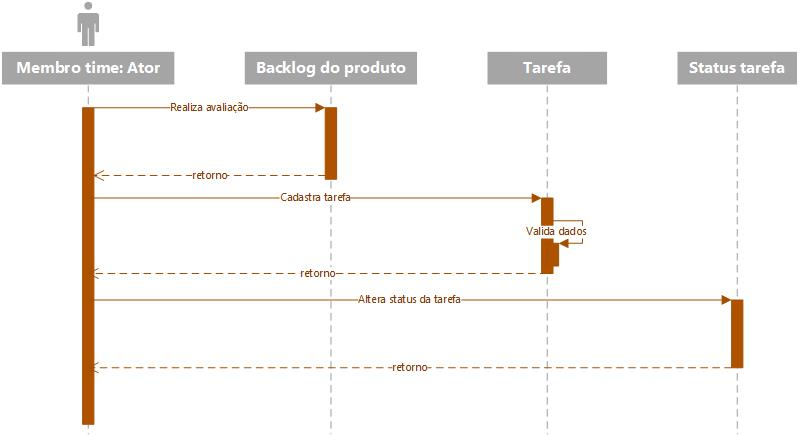 Membro time: Ator
Backlog do produto
Tarefa
Status tarefa
Realiza avaliação
retorno
Cadastra tarefa
Valida dados
retorno
Altera status da tarefa
retorno